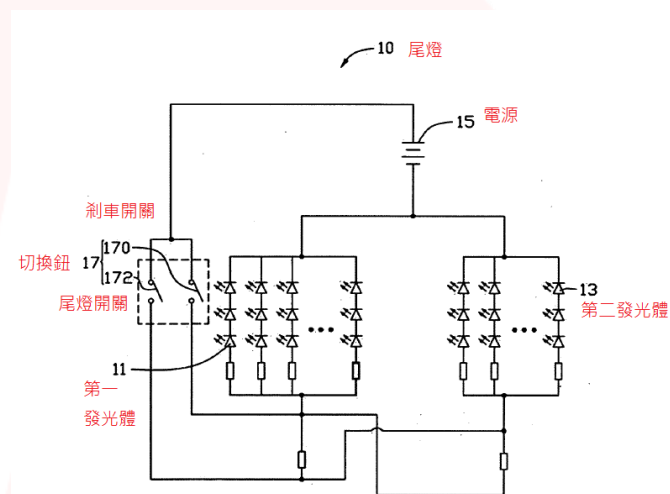 10 尾燈
15 電源
剎車開關
切換鈕 17
170
172
尾燈開關
13
第二發光體
11
第一
發光體